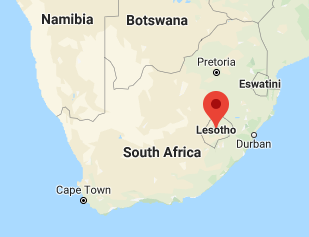 Namibia
Botswana
Pretoria
Eswatini
Lesotho
Durban
South Africa
Cape Town